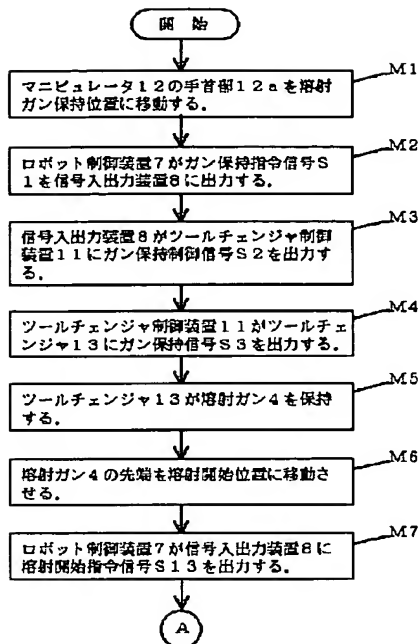 開 始
M1
マニピュレータ12の手首部12aを溶射
ガン保持位置に移動する。
M2
ロボット制御装置7がガン保持指令信号S
1を信号入出力装置8に出力する。
M3
信号入出力装置8がツールチェンジャ制御
装置11にガン保持制御信号S2を出力す
る。
M4
ツールチェンジャ制御装置11がツールチェ
ンジャ13にガン保持信号S3を出力する。
M5
ツールチェンジャ13が溶射ガン4を保持
する。
M6
溶射ガン4の先端を溶射開始位置に移動さ
せる。
M7
ロボット制御装置7が信号入出力装置8に
溶射開始指令信号S13を出力する。
A